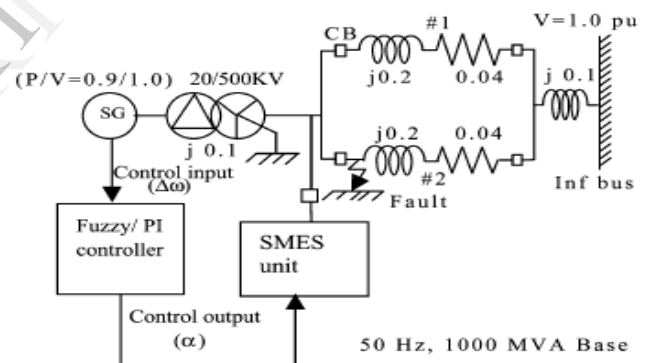 #1
V=1.0 pu
CB
j0.2
0.04
j 0.1
(P/V=0.9/1.0)
20/500KV
SG
j 0.1
j0.2
0.04
#2
Fault
Inf bus
Control input
(Δω)
Fuzzy/ PI
controller
SMES
unit
Control output
(α)
50 Hz, 1000 MVA Base